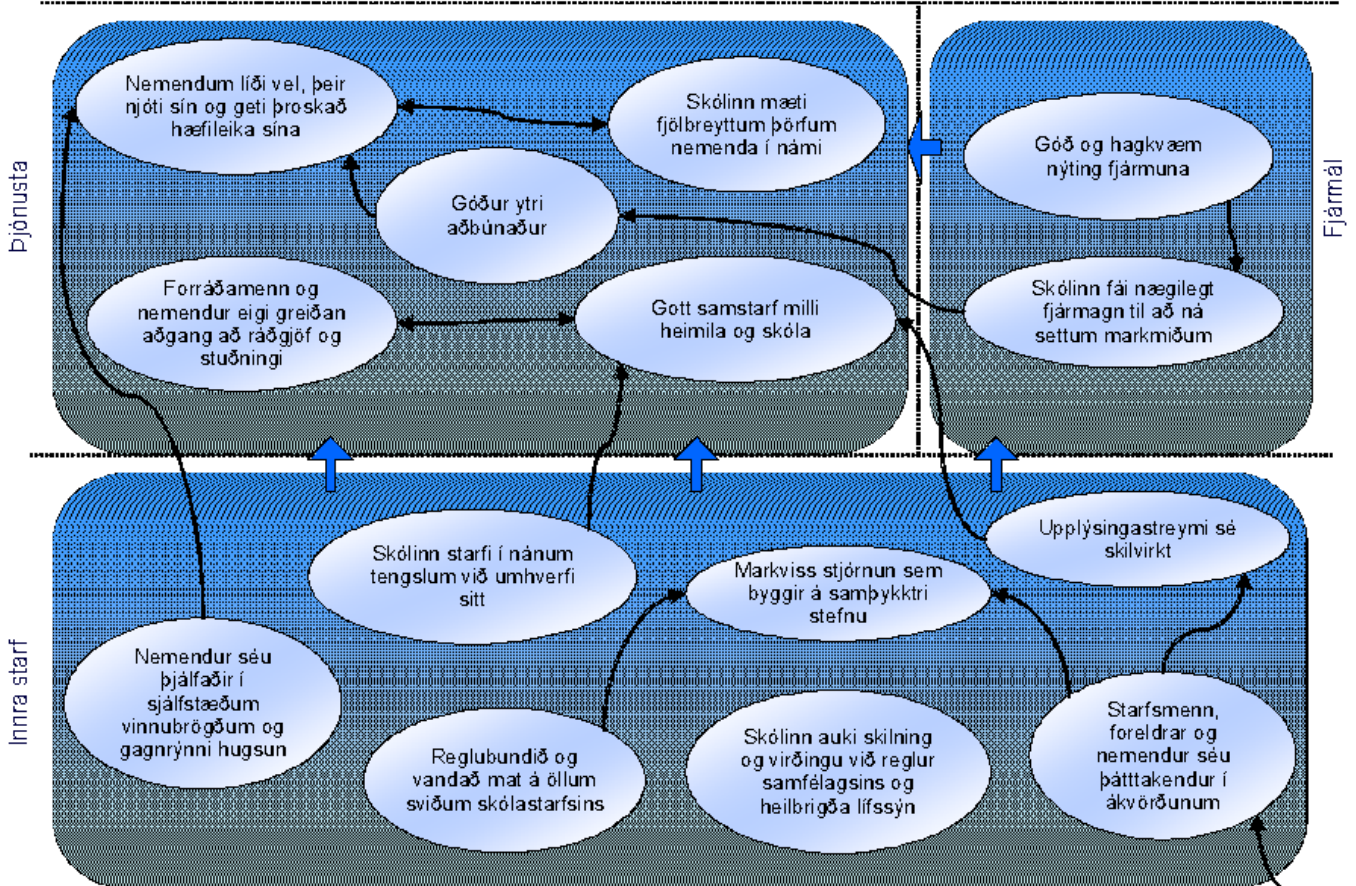 Þjónusta
Nemendum líði vel, þeir
njóti sín og geti þroskað
hæfileika sína
Skólinn mæti
fjölbreyttum þörfum
nemenda í námi
Góður ytri
aðbúnaður
Forráðamenn og
nemendur eigi greiðan
aðgang að ráðgjöf og
stuðningi
Gott samstarf milli
heimila og skóla
Fjármál
Góð og hagkvæm
nýting fjármuna
Skólinn fái nægilegt
fjármagn til að ná
settum markmiðum
Innra starf
Skólinn starfi í nánum
tengslum við umhverfi
sitt
Upplýsingastreymi sé
skilvirkt
Markviss stjórnun sem
byggir á samþykktri
stefnu
Nemendur séu
þjálfaðir í
sjálfstæðum
vinnubrögðum og
gagnrýnni hugsun
Reglubundið og
vandað mat á öllum
sviðum skólastarfsins
Skólinn auki skilning
og virðingu við reglur
samfélagsins og
heilbrigða lífssýn
Starfsmenn,
foreldrar og
nemendur séu
þátttakendur í
ákvörðunum